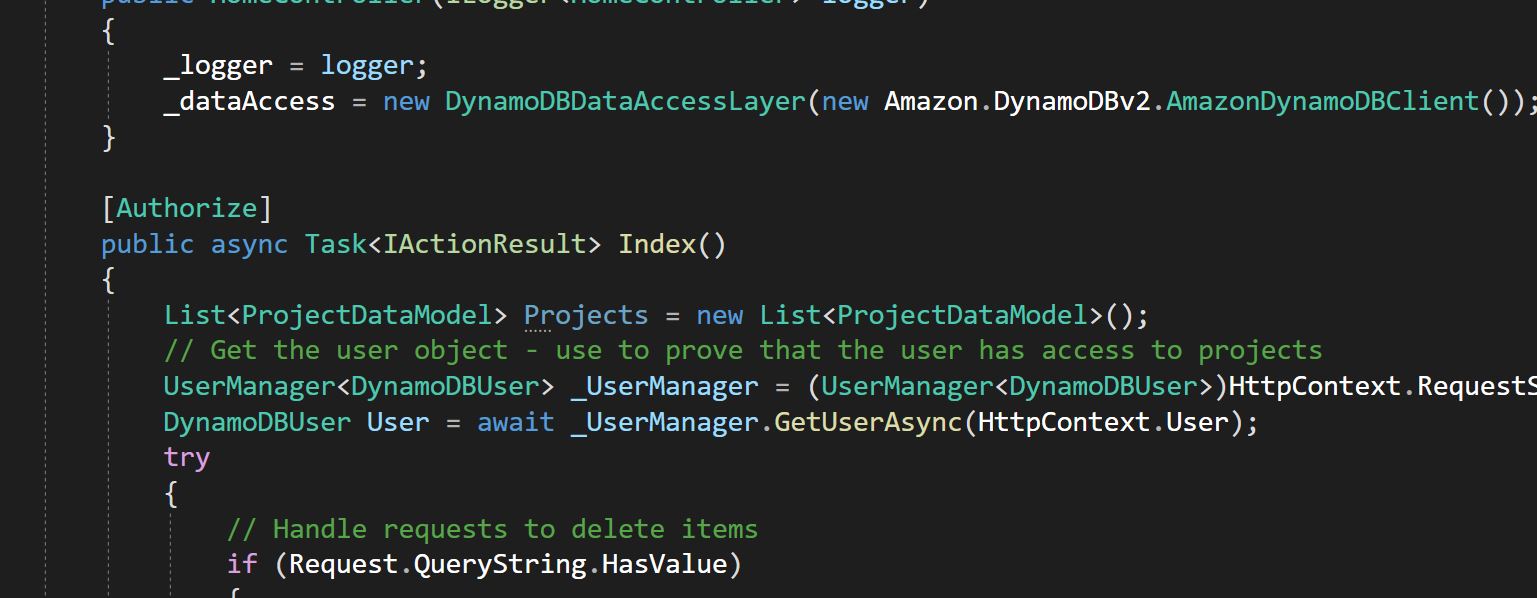 public HomeController(ILogger<HomeController> logger)
{
_logger = logger;
_dataAccess = new DynamoDBDataAccessLayer(new Amazon.DynamoDBv2.AmazonDynamoDBClient());
}
[Authorize]
public async Task<IActionResult> Index()
{
List<ProjectDataModel> Projects = new List<ProjectDataModel>();
// Get the user object - use to prove that the user has access to projects
UserManager<DynamoDBUser> _UserManager = (UserManager<DynamoDBUser>)HttpContext.RequestS
DynamoDBUser User = await _UserManager.GetUserAsync(HttpContext.User);
try
{
// Handle requests to delete items
if (Request.QueryString.HasValue)
{